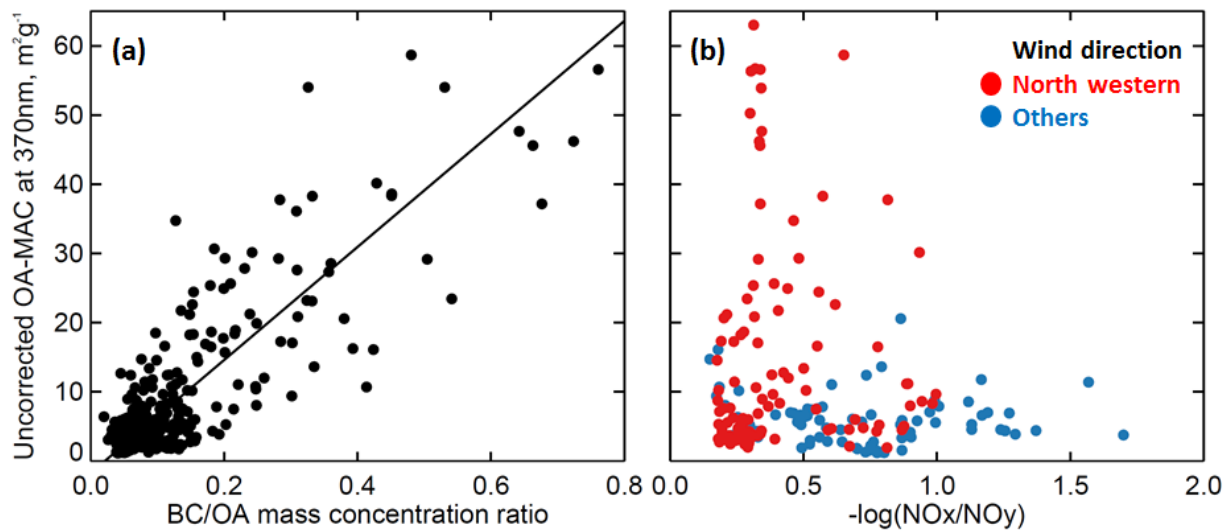 Uncorrected OA-MAC at 370nm, m²g⁻¹
60
50
40
30
20
10
0
(a)
0.0 0.2 0.4 0.6 0.8
BC/OA mass concentration ratio
(b)
Wind direction
North western
Others
0.0 0.5 1.0 1.5 2.0
-log(NOx/NOy)